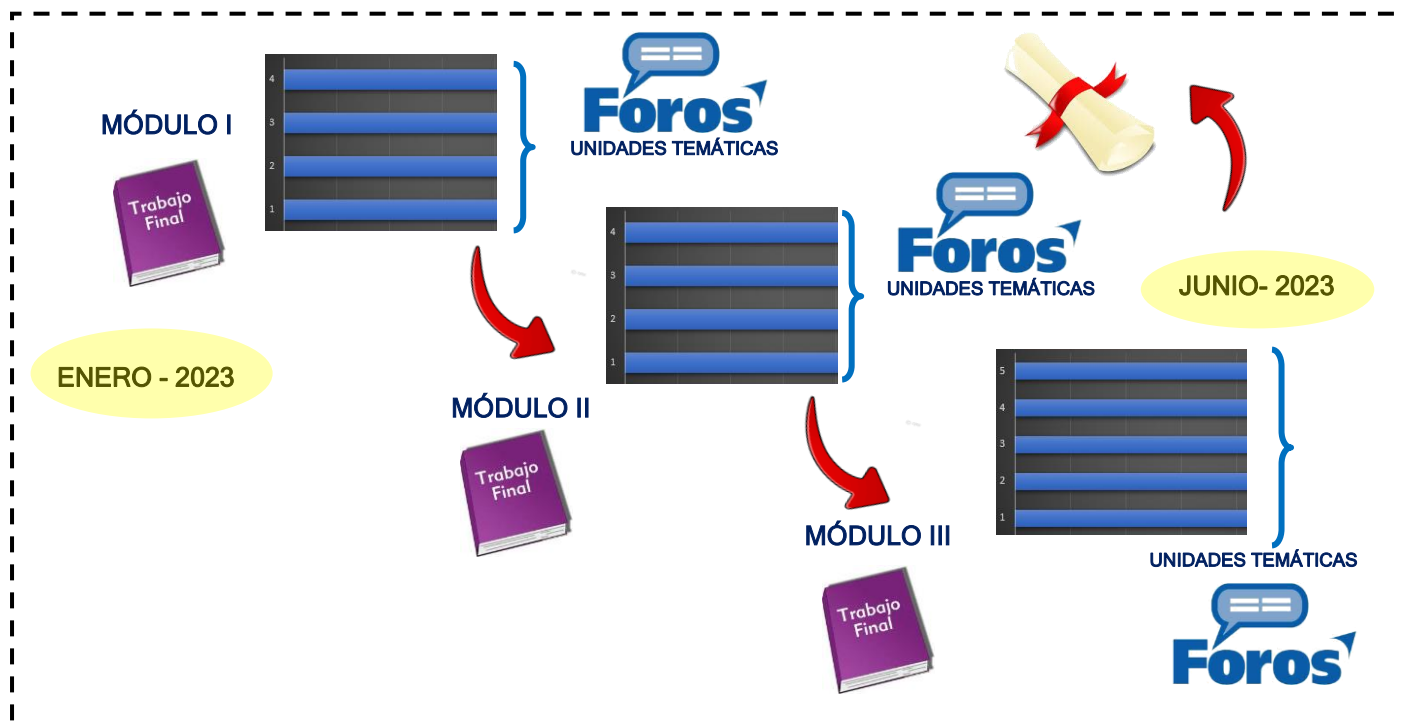 MÓDULO I
4
3
2
1
Foros
UNIDADES TEMÁTICAS
Trabajo
Final
ENERO - 2023
MÓDULO II
4
3
2
1
Foros
UNIDADES TEMÁTICAS
Trabajo
Final
JUNIO- 2023
MÓDULO III
5
4
3
2
1
UNIDADES TEMÁTICAS
Foros
Trabajo
Final